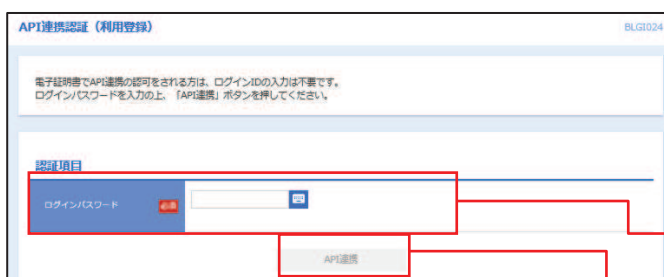 API連携認証（利用登録）
BLGI024
電子証明書でAPI連携の認可をされる方は、ログインIDの入力は不要です。
ログインパスワードを入力の上、「API連携」ボタンを押してください。
認証項目
ログインパスワード 必須
API連携